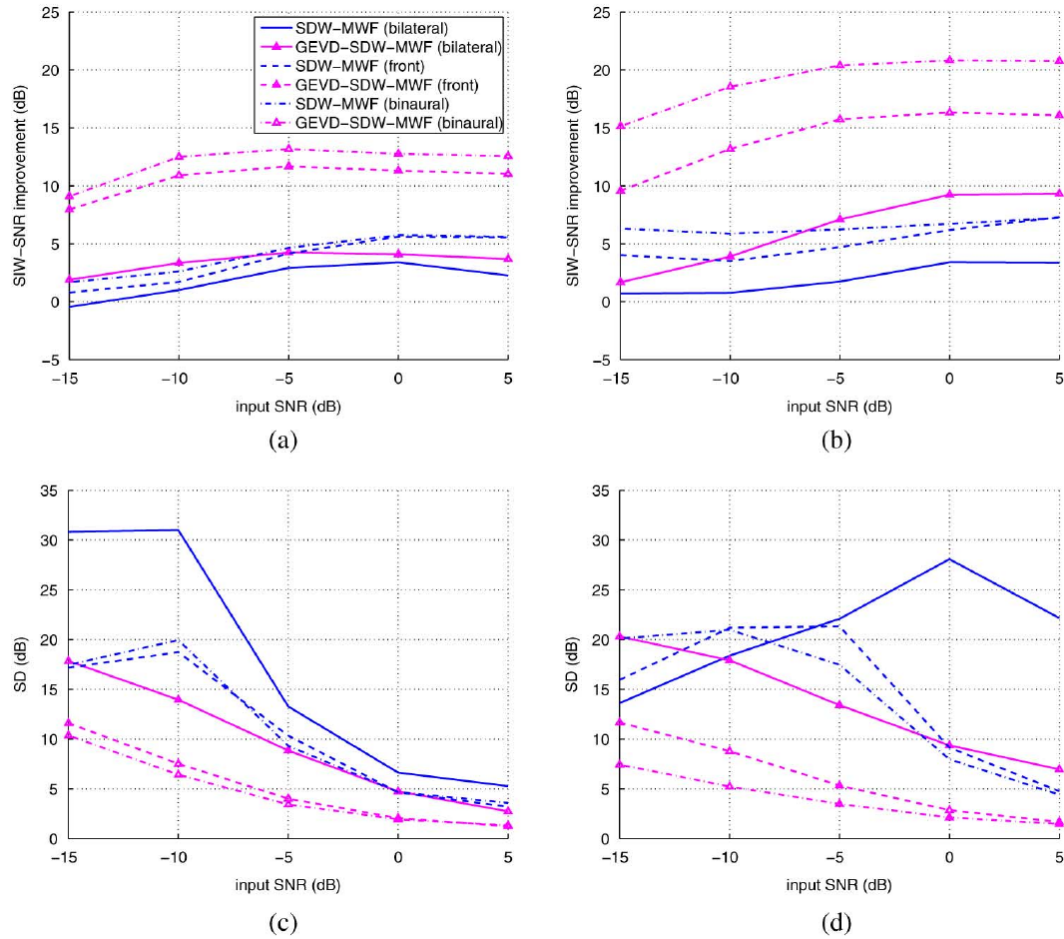 25
20
15
10
5
0
−5
−15
−10
−5
0
5
SIW−SNR improvement (dB)
input SNR (dB)
SDW−MWF (bilateral)
GEVD−SDW−MWF (bilateral)
SDW−MWF (front)
GEVD−SDW−MWF (front)
SDW−MWF (binaural)
GEVD−SDW−MWF (binaural)
(a)
25
20
15
10
5
0
−5
−15
−10
−5
0
5
SIW−SNR improvement (dB)
input SNR (dB)
(b)
35
30
25
20
15
10
5
0
−15
−10
−5
0
5
SD (dB)
input SNR (dB)
(c)
35
30
25
20
15
10
5
0
−15
−10
−5
0
5
SD (dB)
input SNR (dB)
(d)